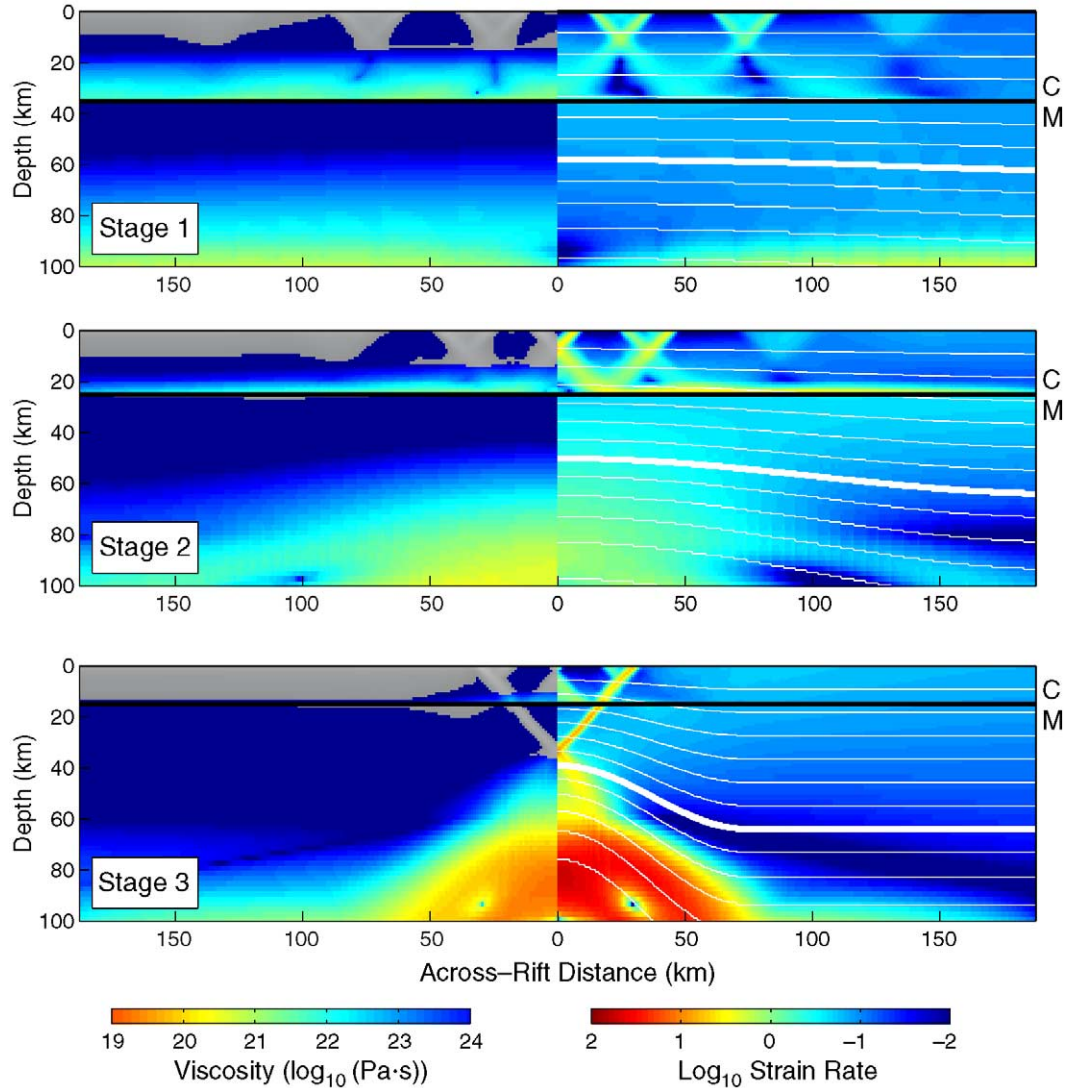 0
20
40
60
80
100
Depth (km)
Stage 1
C
M
150
100
50
0
50
100
150
0
20
40
60
80
100
Depth (km)
Stage 2
C
M
150
100
50
0
50
100
150
0
20
40
60
80
100
Depth (km)
Stage 3
C
M
150
100
50
0
50
100
150
Across–Rift Distance (km)
19 20 21 22 23 24
Viscosity (log10 (Pa·s))
2 1 0 −1 −2
Log10 Strain Rate